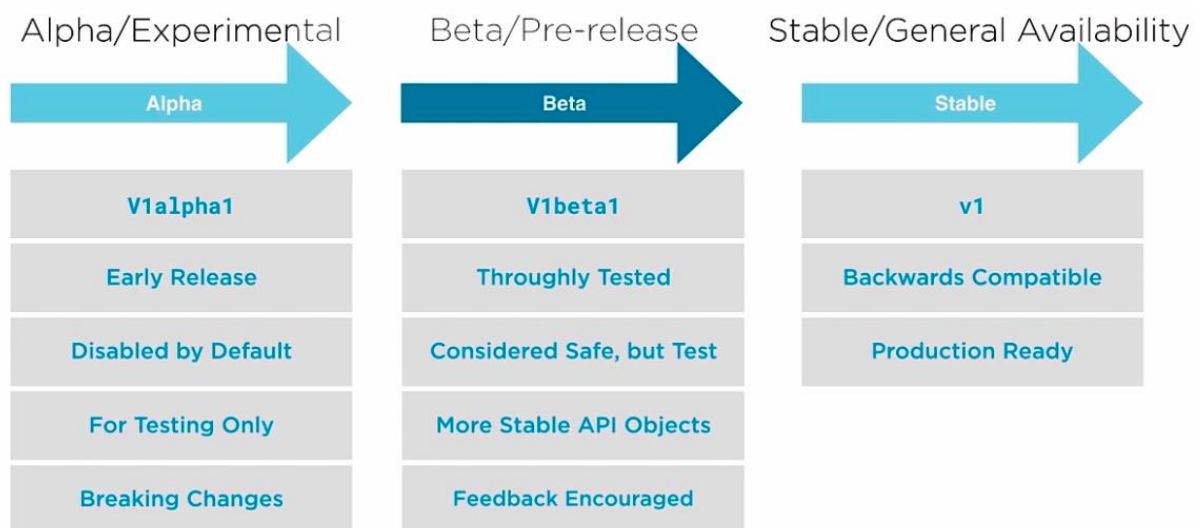 Alpha/Experimental
Beta/Pre-release
Stable/General Availability
Alpha
Beta
Stable
V1alpha1
Early Release
Disabled by Default
For Testing Only
Breaking Changes
V1beta1
Throughly Tested
Considered Safe, but Test
More Stable API Objects
Feedback Encouraged
v1
Backwards Compatible
Production Ready